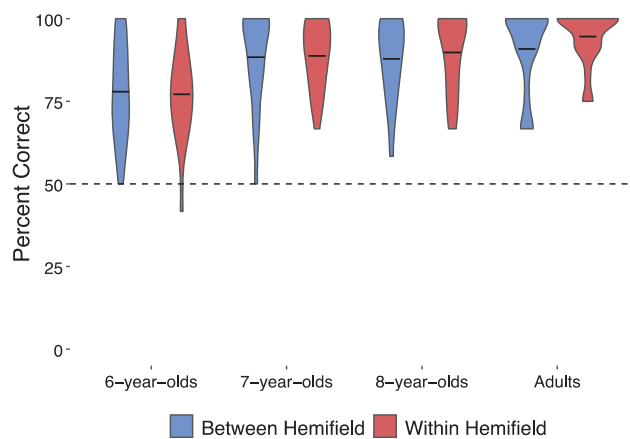 Percent Correct
100
75
50
25
0
6−year−olds 7−year−olds 8−year−olds Adults
Between Hemifield Within Hemifield